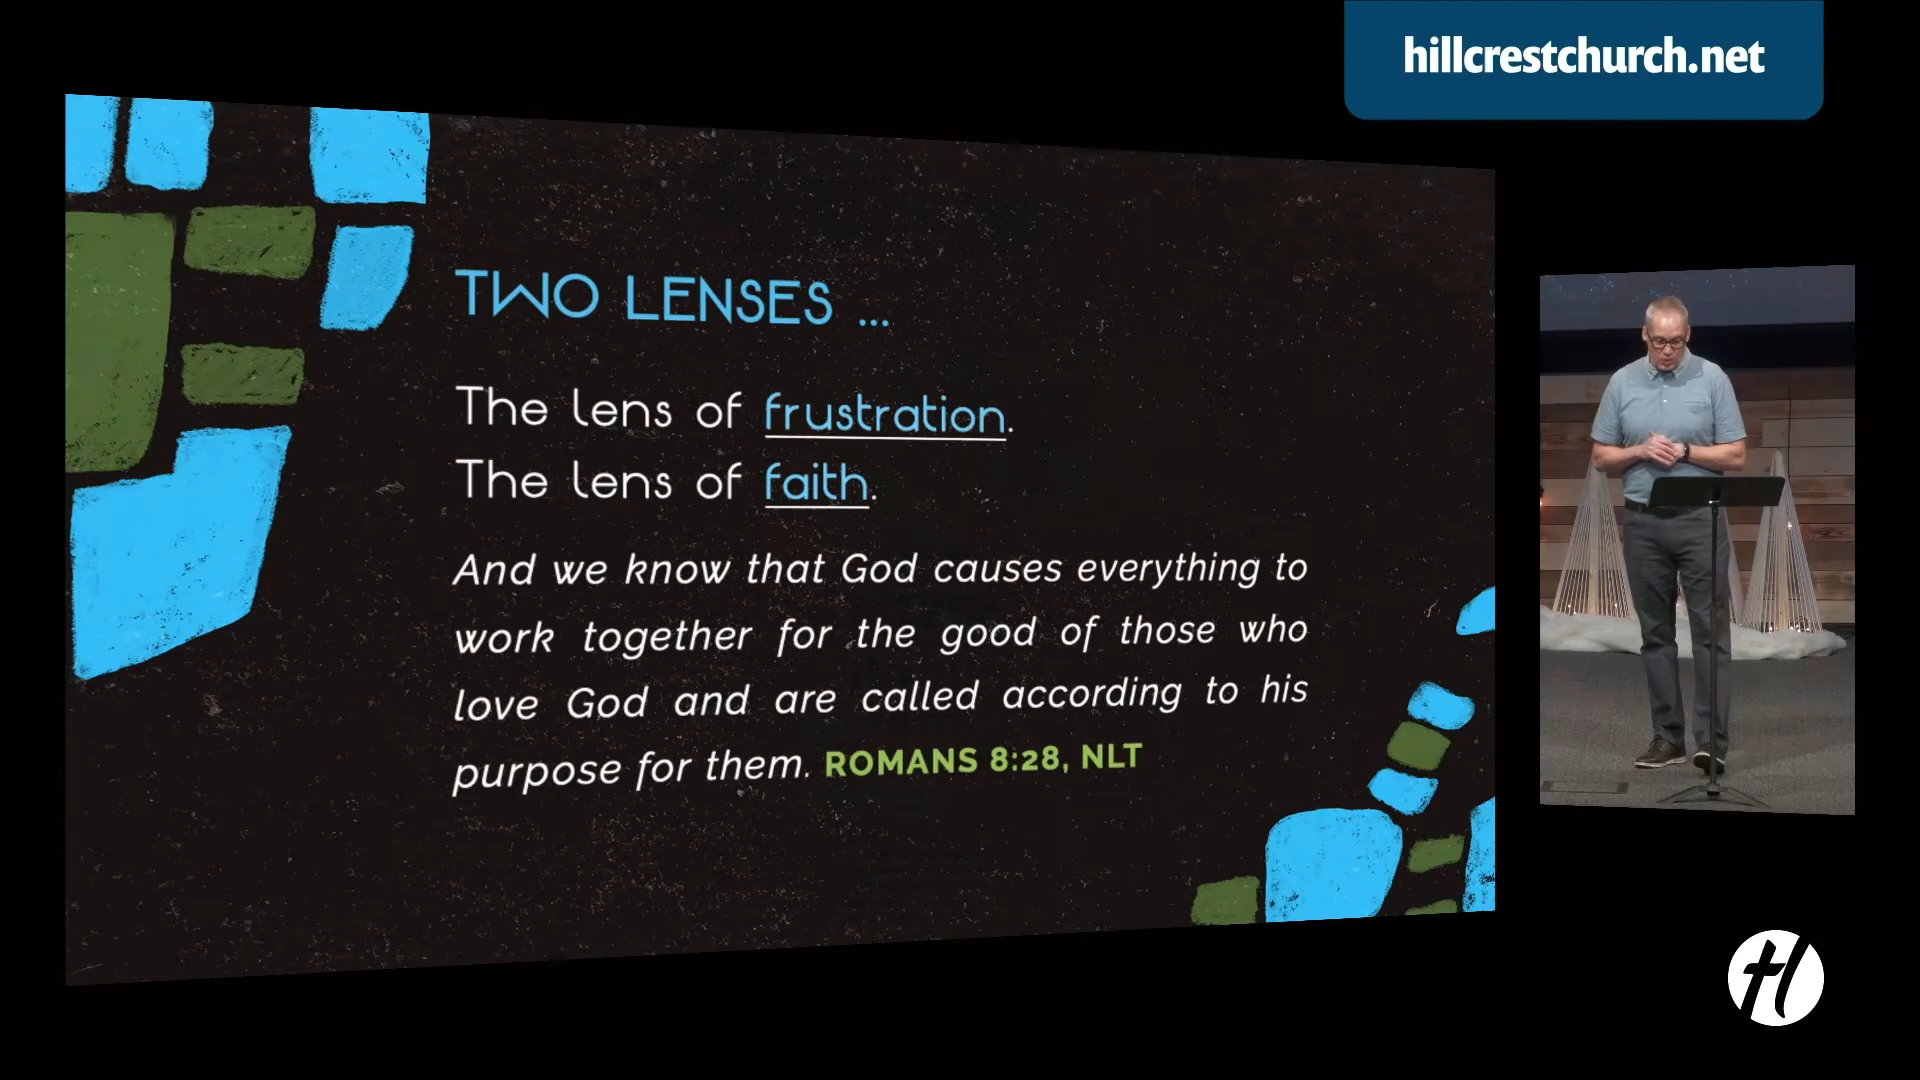 hillcrestchurch.net
TWO LENSES ...
The lens of frustration.
The lens of faith.
And we know that God causes everything to
work together for the good of those who
love God and are called according to his
purpose for them. ROMANS 8:28, NLT
H